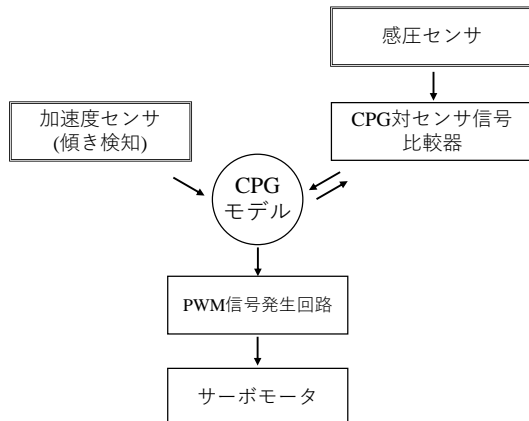 感圧センサ
加速度センサ
(傾き検知)
CPG対センサ信号
比較器
CPG
モデル
PWM信号発生回路
サーボモータ